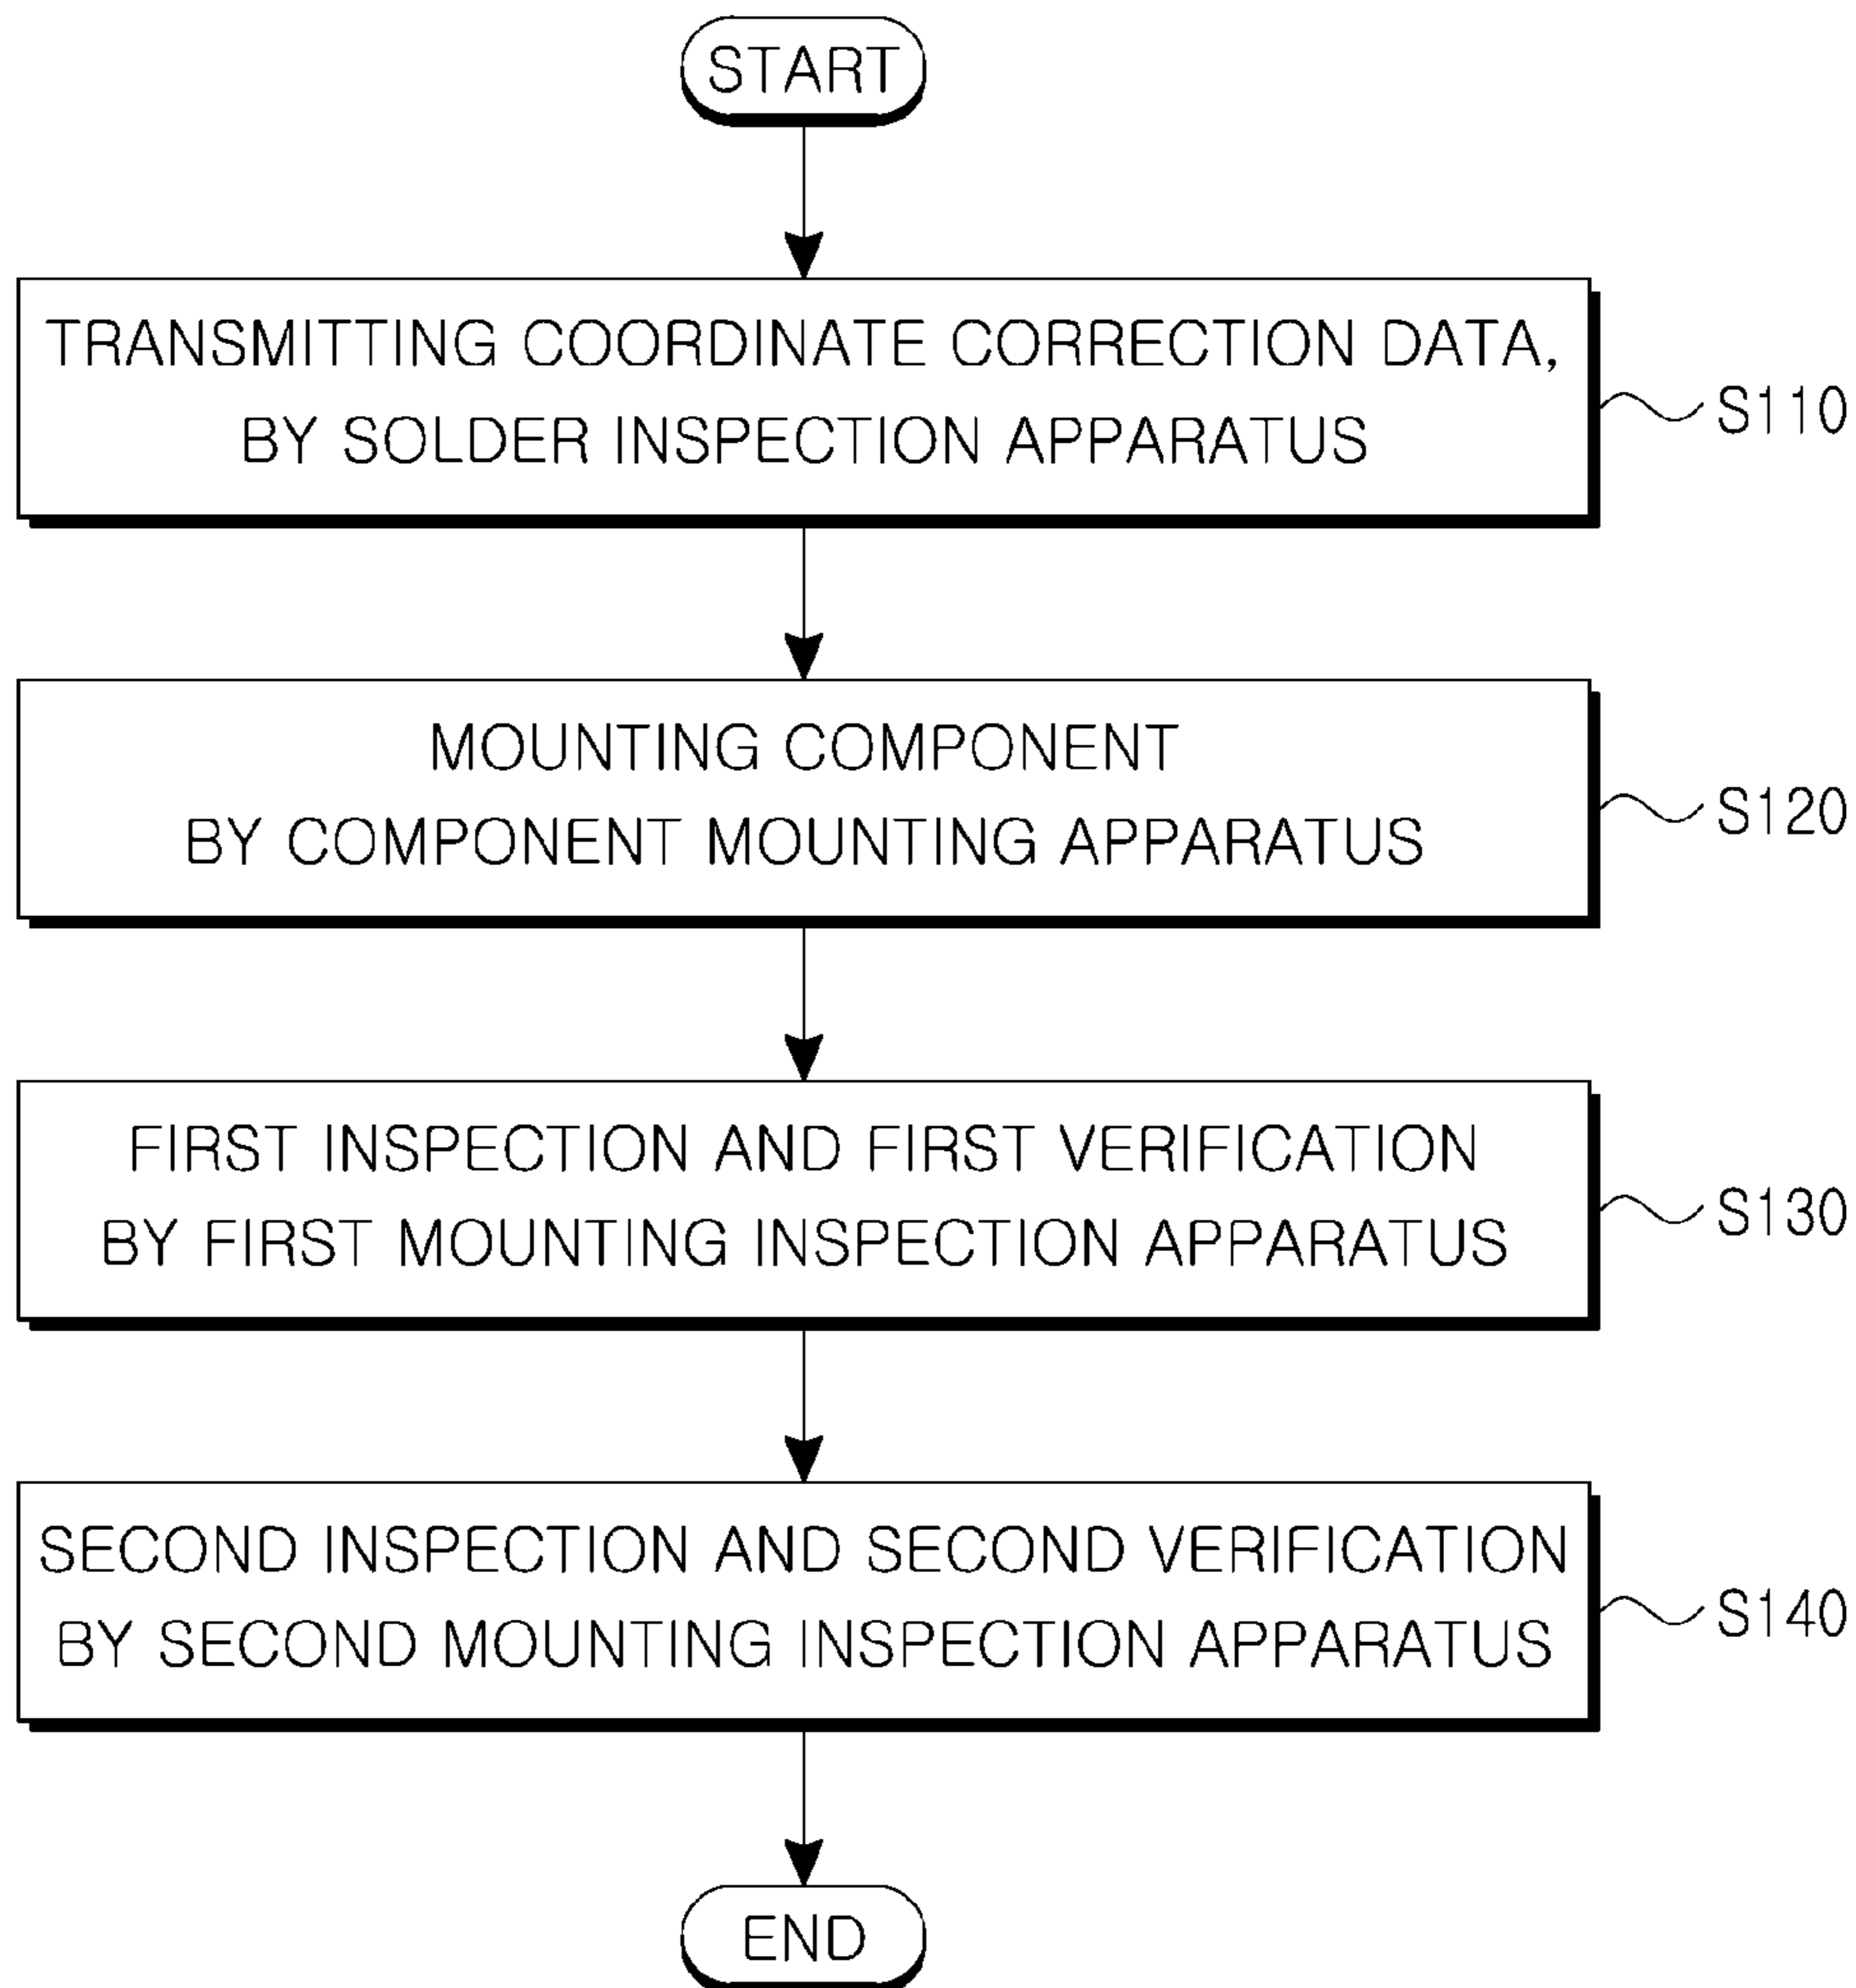 START
TRANSMITTING COORDINATE CORRECTION DATA,
BY SOLDER INSPECTION APPARATUS
S110
MOUNTING COMPONENT
BY COMPONENT MOUNTING APPARATUS
S120
FIRST INSPECTION AND FIRST VERIFICATION
BY FIRST MOUNTING INSPECTION APPARATUS
S130
SECOND INSPECTION AND SECOND VERIFICATION
BY SECOND MOUNTING INSPECTION APPARATUS
S140
END